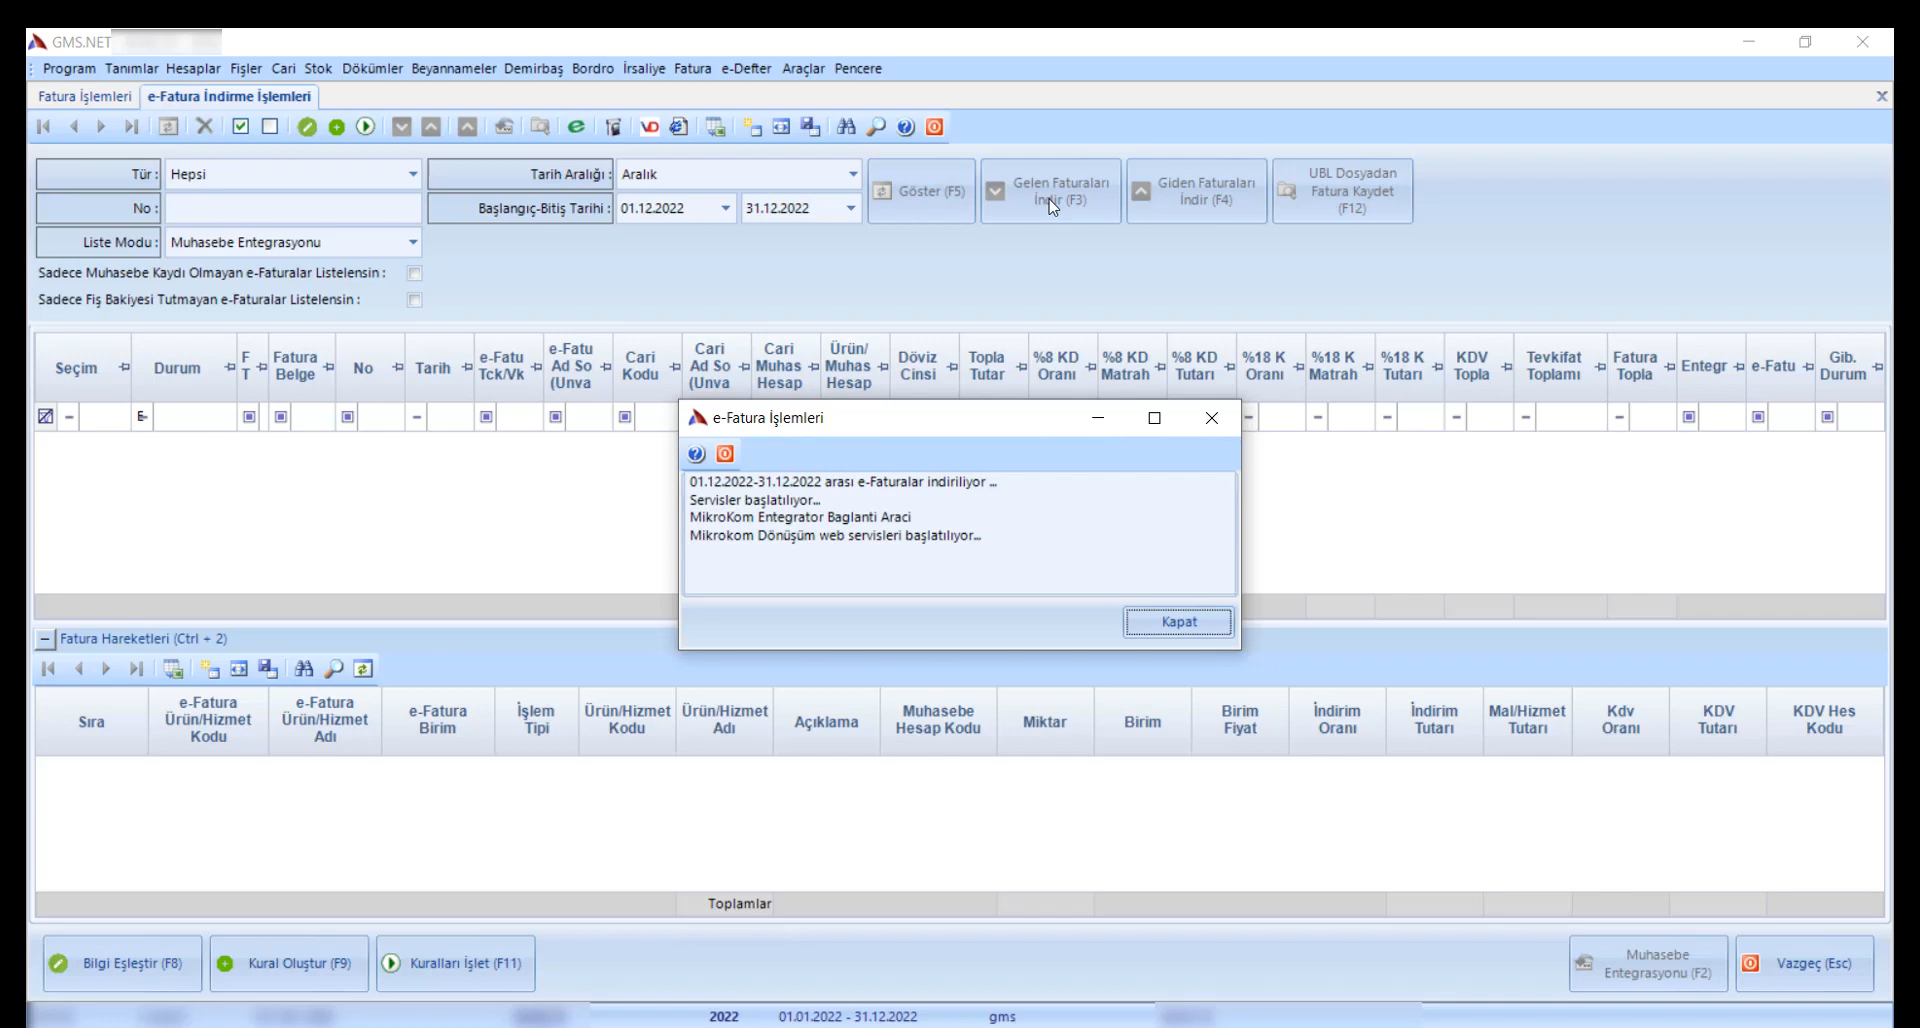 GMS.NET
Program Tanımlar Hesaplar Fişler Cari Stok Dökümler Beyannameler Demirbaş Bordro İrsaliye Fatura e-Defter Araçlar Pencere
Fatura İşlemleri e-Fatura İndirme İşlemleri
Tür : Hepsi Tarih Aralığı : Aralık
No : Başlangıç-Bitiş Tarihi : 01.12.2022 31.12.2022
Göster (F5)
Gelen Faturaları
İndir (F3)
Giden Faturaları
İndir (F4)
UBL Dosyadan
Fatura Kaydet
(F12)
Liste Modu : Muhasebe Entegrasyonu
Sadece Muhasebe Kaydı Olmayan e-Faturalar Listelensin :
Sadece Fiş Bakiyesi Tutmayan e-Faturalar Listelensin :
Seçim
Durum
F
T
Fatura
Belge
No
Tarih
e-Fatu
Tck/Vk
e-Fatu
Ad So
(Unva
Cari
Kodu
Cari
Ad So
(Unva
Cari
Muhas
Hesap
Ürün/
Muhas
Hesap
Döviz
Cinsi
Topla
Tutar
%8 KD
Oranı
%8 KD
Matrah
%8 KD
Tutarı
%18 K
Oranı
%18 K
Matrah
%18 K
Tutarı
KDV
Topla
Tevkifat
Toplamı
Fatura
Topla
Entegr
e-Fatu
Gib.
Durum
e-Fatura İşlemleri
01.12.2022-31.12.2022 arası e-Faturalar indiriliyor ...
Servisler başlatılıyor...
MikroKom Entegrator Baglanti Araci
Mikrokom Dönüşüm web servisleri başlatılıyor...
Kapat
Fatura Hareketleri (Ctrl + 2)
Sıra
e-Fatura
Ürün/Hizmet
Kodu
e-Fatura
Ürün/Hizmet
Adı
e-Fatura
Birim
İşlem
Tipi
Ürün/Hizmet
Kodu
Ürün/Hizmet
Adı
Açıklama
Muhasebe
Hesap Kodu
Miktar
Birim
Birim
Fiyat
İndirim
Oranı
İndirim
Tutarı
Mal/Hizmet
Tutarı
Kdv
Oranı
KDV
Tutarı
KDV Hes
Kodu
Toplamlar
Bilgi Eşleştir (F8)
Kural Oluştur (F9)
Kuralları İşlet (F11)
Muhasebe
Entegrasyonu (F2)
Vazgeç (Esc)
2022 01.01.2022 - 31.12.2022 gms